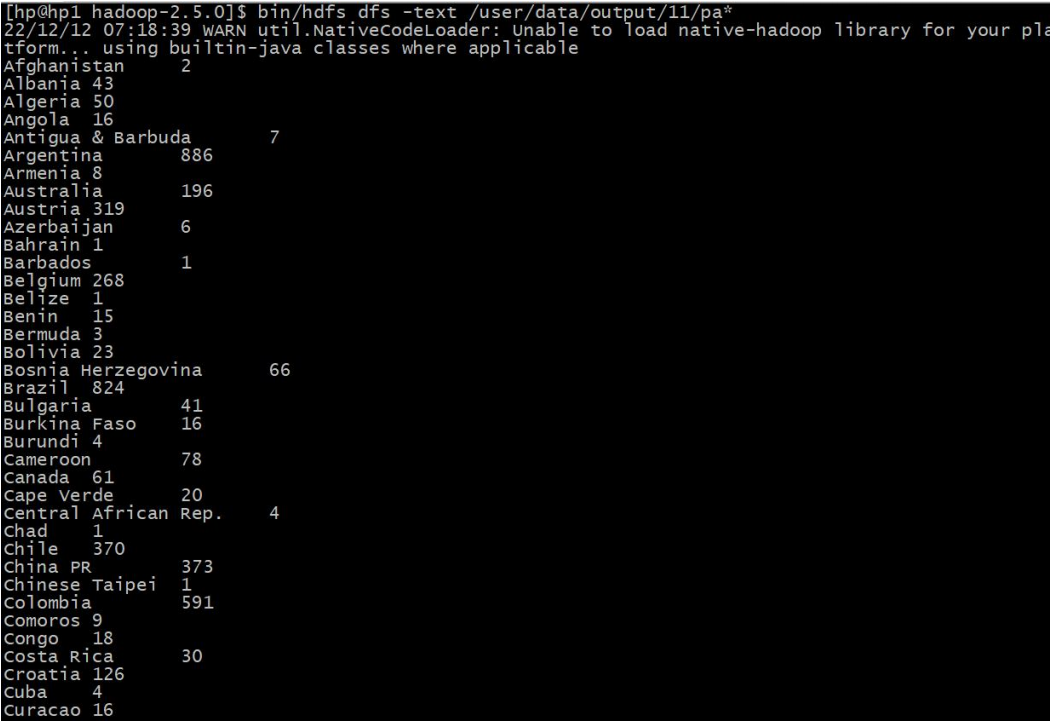 [hp@hp1 hadoop-2.5.0]$ bin/hdfs dfs -text /user/data/output/11/pa*
22/12/12 07:18:39 WARN util.NativeCodeLoader: Unable to load native-hadoop library for your pla
tform... using builtin-java classes where applicable
Afghanistan 2
Albania 43
Algeria 50
Angola 16
Antigua & Barbuda 7
Argentina 886
Armenia 8
Australia 196
Austria 319
Azerbaijan 6
Bahrain 1
Barbados 1
Belgium 268
Belize 1
Benin 15
Bermuda 3
Bolivia 23
Bosnia Herzegovina 66
Brazil 824
Bulgaria 41
Burkina Faso 16
Burundi 4
Cameroon 78
Canada 61
Cape Verde 20
Central African Rep. 4
Chad 1
Chile 370
China PR 373
Chinese Taipei 1
Colombia 591
Comoros 9
Congo 18
Costa Rica 30
Croatia 126
Cuba 4
Curacao 16